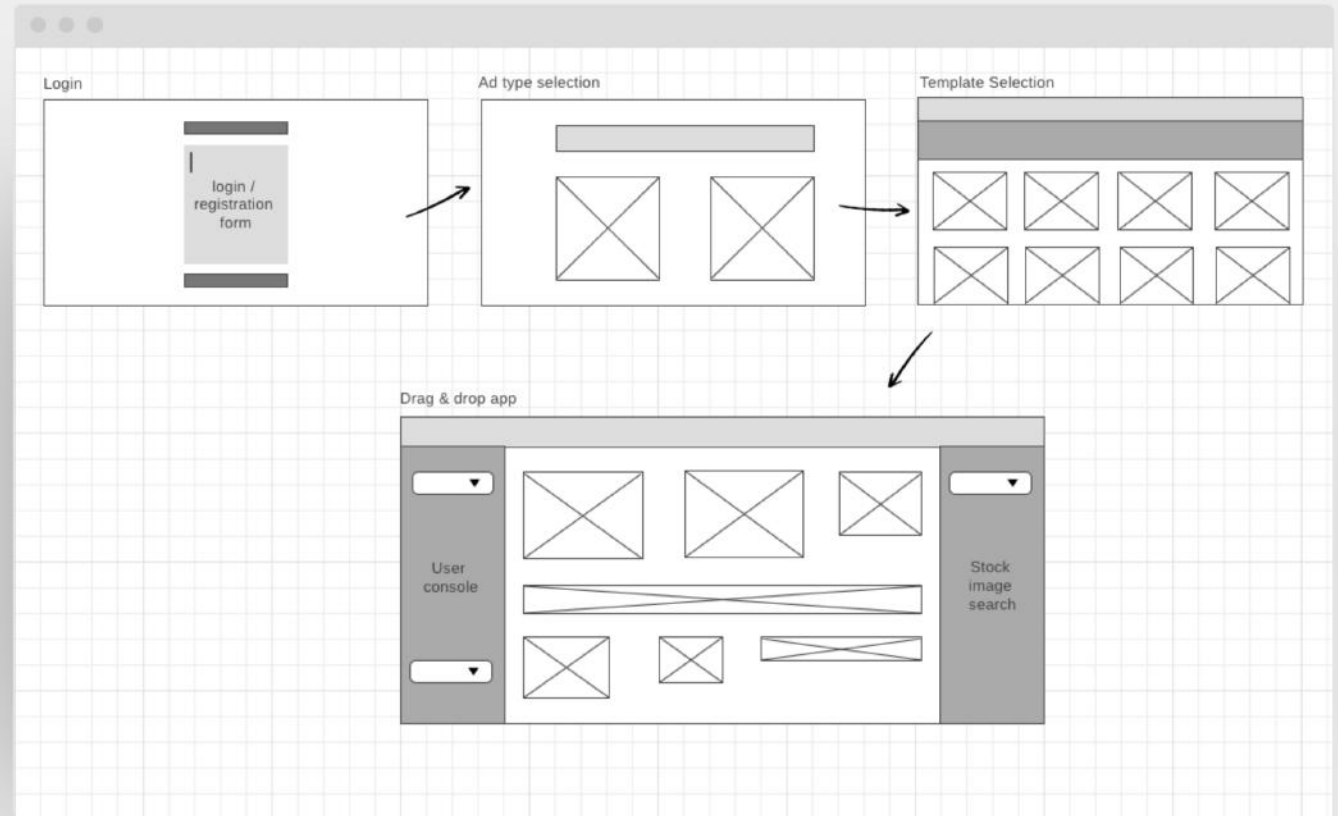 Login
Ad type selection
Template Selection
login /
registration
form
Drag & drop app
User
console
Stock
image
search